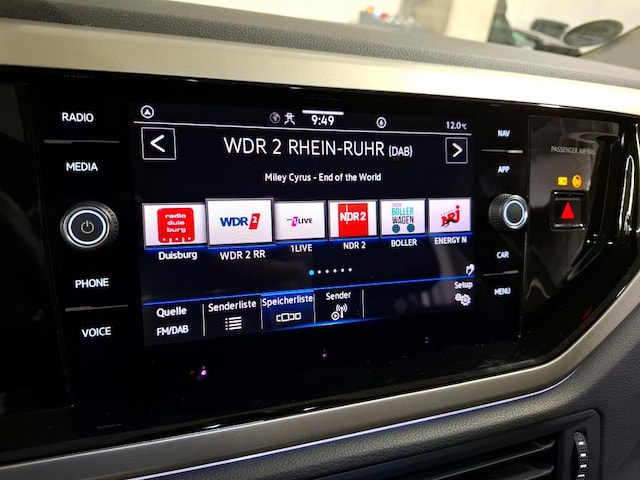 RADIO
MEDIA
PHONE
VOICE
9:49
12.0°C
WDR 2 RHEIN-RUHR (DAB)
Miley Cyrus - End of the World
radio
duis
burg
WDR 2
1LIVE
NDR 2
BOLLER
WAGEN
NRJ
Duisburg
WDR 2 RR
1LIVE
NDR 2
BOLLER
ENERGY N
Quelle
FM/DAB
Senderliste
Speicherliste
Sender
Setup
NAV
APP
CAR
MENU
PASSENGER AIR BAG